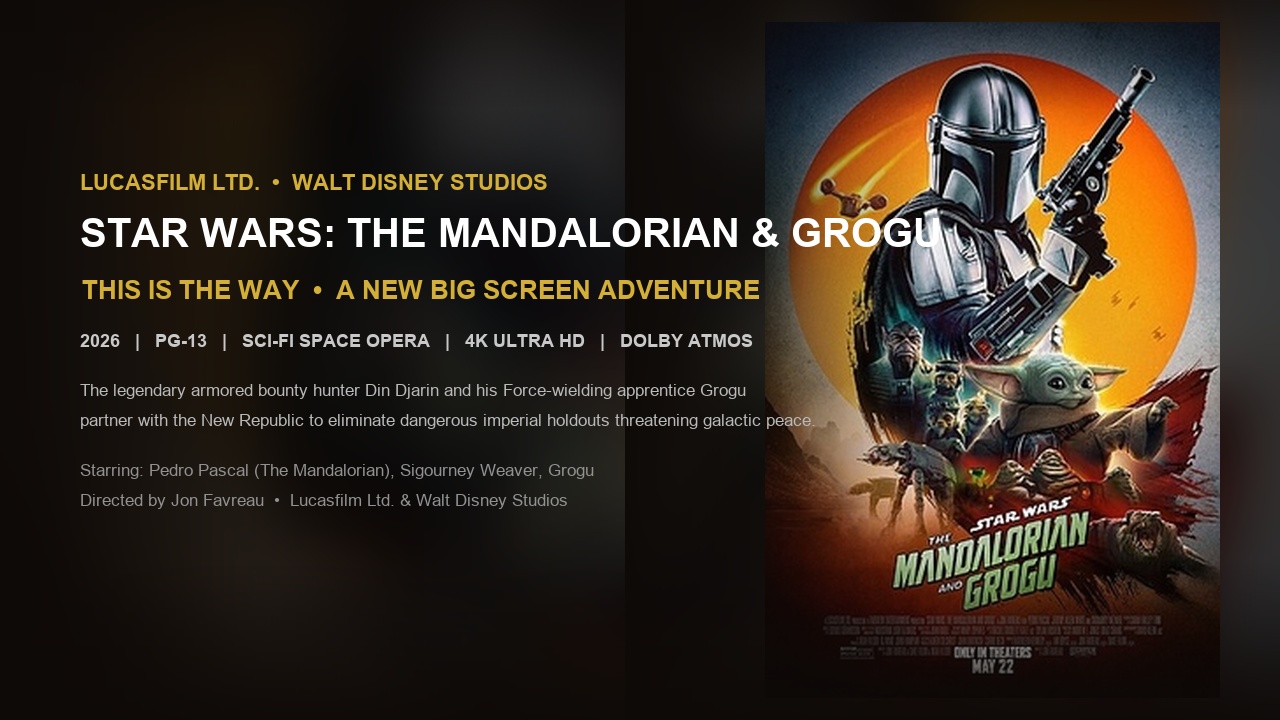 LUCASFILM LTD. • WALT DISNEY STUDIOS
STAR WARS: THE MANDALORIAN & GROGU
THIS IS THE WAY • A NEW BIG SCREEN ADVENTURE
2026 | PG-13 | SCI-FI SPACE OPERA | 4K ULTRA HD | DOLBY ATMOS
The legendary armored bounty hunter Din Djarin and his Force-wielding apprentice Grogu
partner with the New Republic to eliminate dangerous imperial holdouts threatening galactic peace.
Starring: Pedro Pascal (The Mandalorian), Sigourney Weaver, Grogu
Directed by Jon Favreau • Lucasfilm Ltd. & Walt Disney Studios
STAR WARS
THE
MANDALORIAN
AND
GROGU
ONLY IN THEATERS
MAY 22